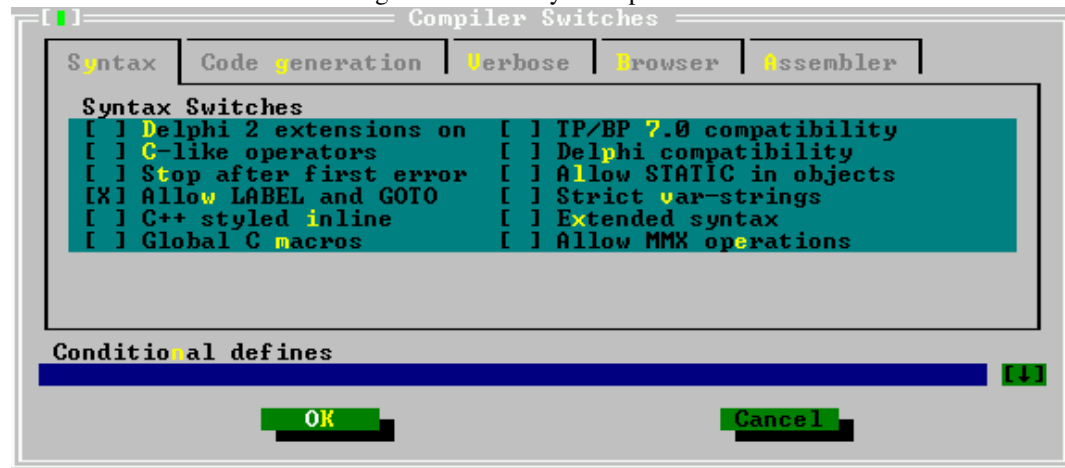 [ ] Compiler Switches
Syntax Code generation Verbose Browser Assembler
Syntax Switches
[ ] Delphi 2 extensions on [ ] TP/BP 7.0 compatibility
[ ] C-like operators [ ] Delphi compatibility
[ ] Stop after first error [ ] Allow STATIC in objects
[X] Allow LABEL and GOTO [ ] Strict var-strings
[ ] C++ styled inline [ ] Extended syntax
[ ] Global C macros [ ] Allow MMX operations
Conditional defines
[↓]
OK Cancel